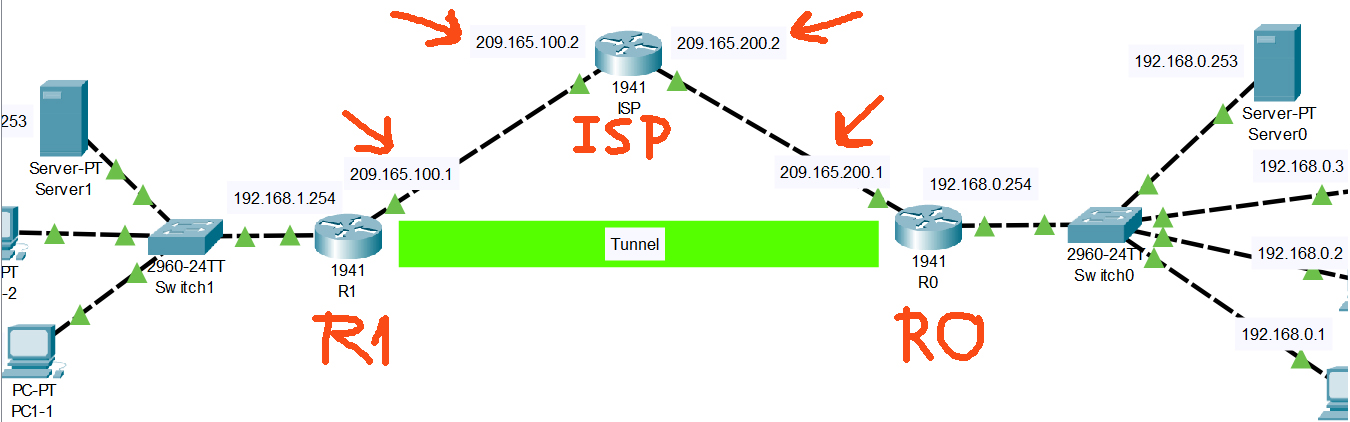 209.165.100.2
209.165.200.2
1941
ISP
ISP
192.168.0.253
Server-PT
Server0
253
Server-PT
Server1
209.165.100.1
209.165.200.1
192.168.0.3
192.168.1.254
192.168.0.254
Tunnel
PT
-2
2960-24TT
Switch1
1941
R1
1941
R0
2960-24TT
Switch0
192.168.0.2
R1
R0
192.168.0.1
PC-PT
PC1-1